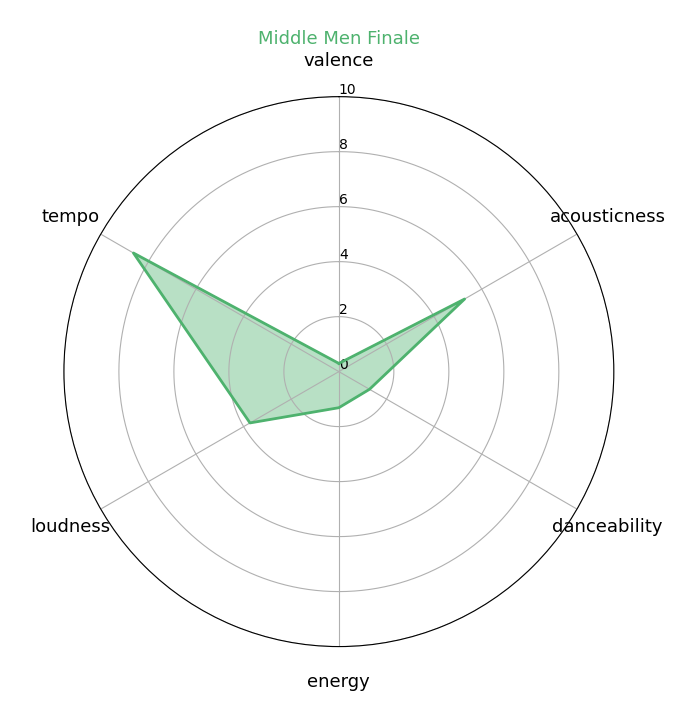 Middle Men Finale
valence
10
8
tempo
acousticness
6
4
2
0
loudness
danceability
energy